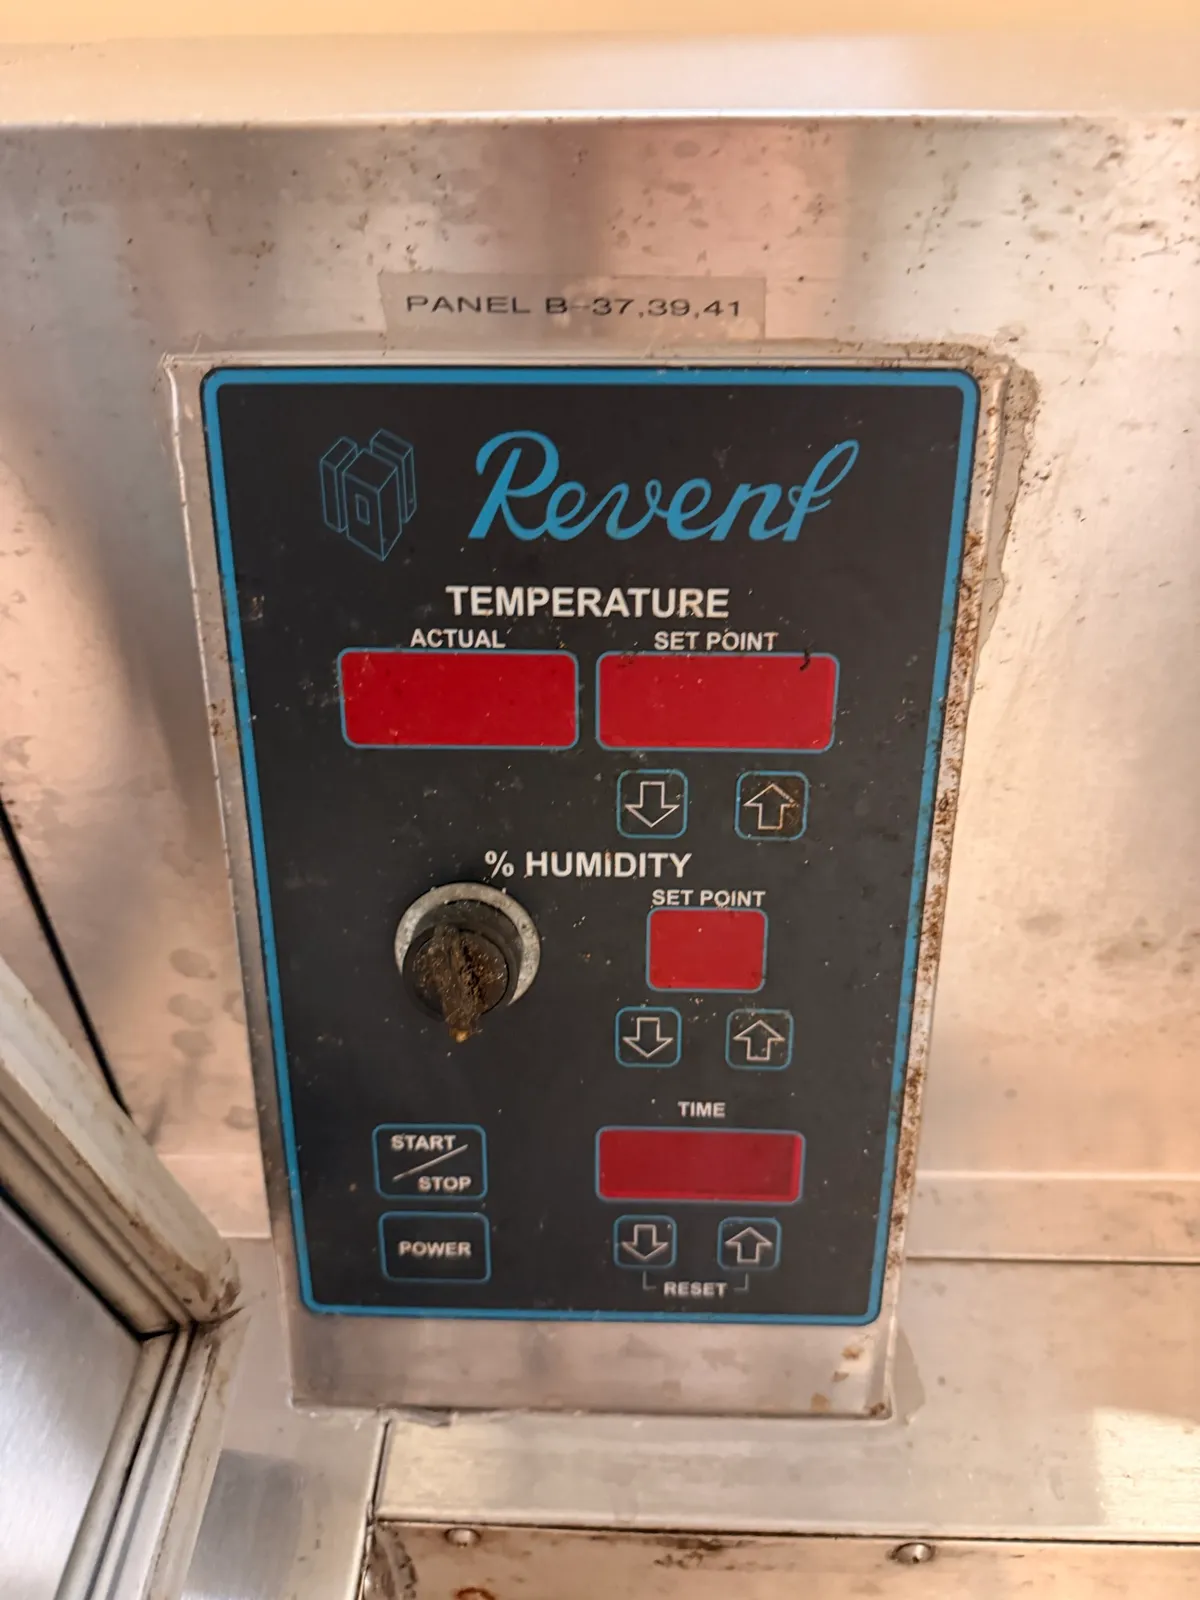 PANEL B-37,39,41
Revent
TEMPERATURE
ACTUAL SET POINT
% HUMIDITY
SET POINT
TIME
START/STOP
POWER
RESET